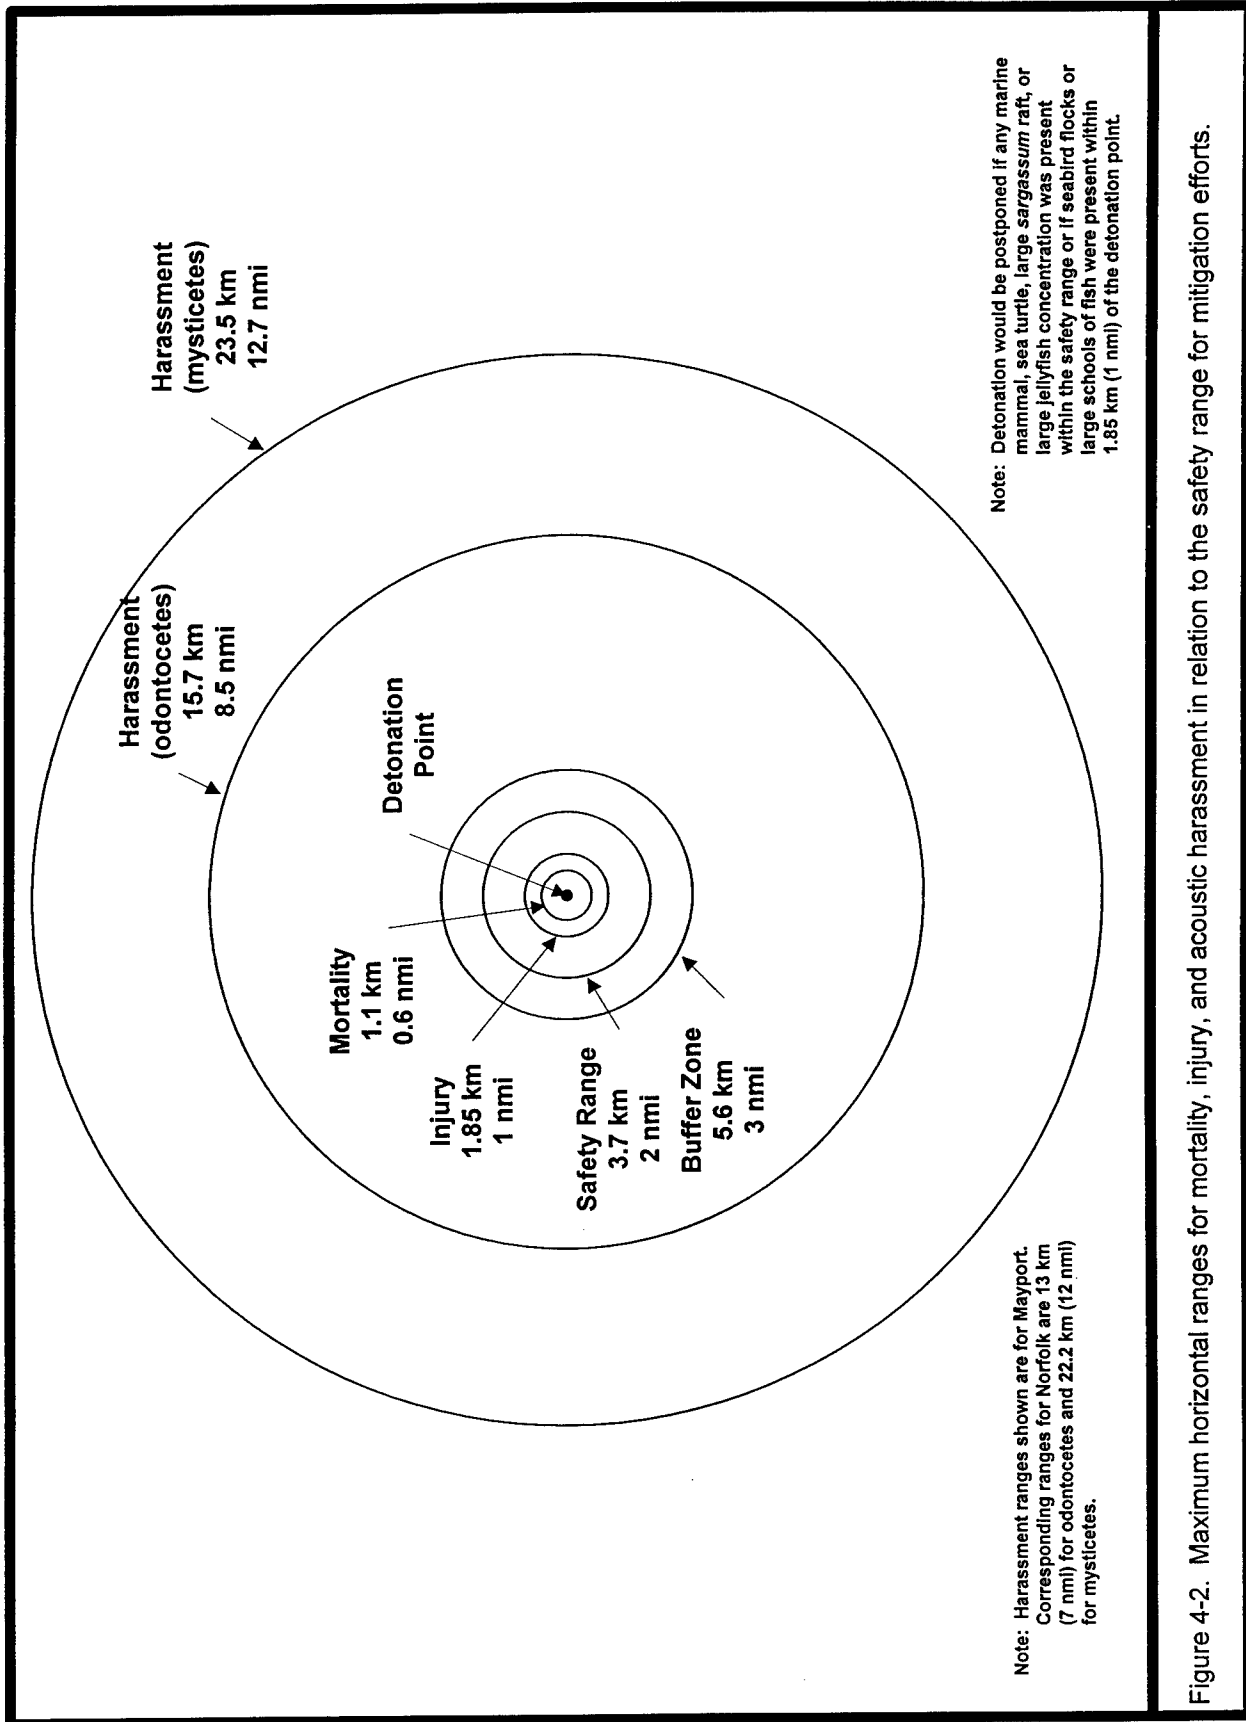 Harassment
(mysticetes)
23.5 km
12.7 nmi
Harassment
(odontocetes)
15.7 km
8.5 nmi
Detonation
Point
Mortality
1.1 km
0.6 nmi
Injury
1.85 km
1 nmi
Safety Range
3.7 km
2 nmi
Buffer Zone
5.6 km
3 nmi
Note: Harassment ranges shown are for Mayport.
Corresponding ranges for Norfolk are 13 km
(7 nmi) for odontocetes and 22.2 km (12 nmi)
for mysticetes.
Note: Detonation would be postponed if any marine
mammal, sea turtle, large sargassum raft, or
large jellyfish concentration was present
within the safety range or if seabird flocks or
large schools of fish were present within
1.85 km (1 nmi) of the detonation point.
Figure 4-2. Maximum horizontal ranges for mortality, injury, and acoustic harassment in relation to the safety range for mitigation efforts.